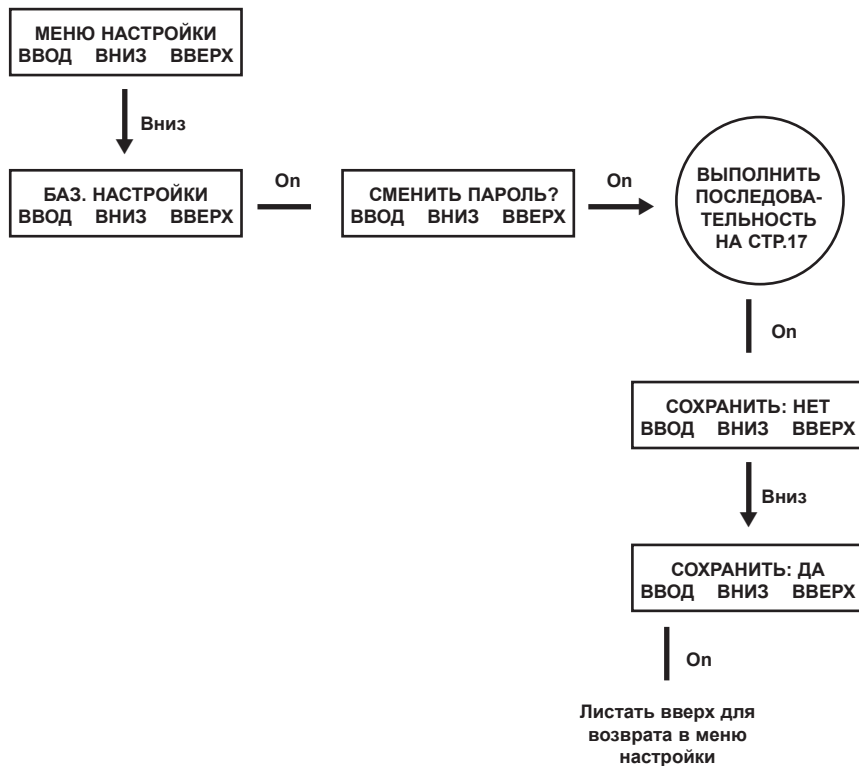 МЕНЮ НАСТРОЙКИ
ВВОД ВНИЗ ВВЕРХ
Вниз
БАЗ. НАСТРОЙКИ
ВВОД ВНИЗ ВВЕРХ
On
СМЕНИТЬ ПАРОЛЬ?
ВВОД ВНИЗ ВВЕРХ
On
ВЫПОЛНИТЬ
ПОСЛЕДОВА-
ТЕЛЬНОСТЬ
НА СТР.17
On
СОХРАНИТЬ: НЕТ
ВВОД ВНИЗ ВВЕРХ
Вниз
СОХРАНИТЬ: ДА
ВВОД ВНИЗ ВВЕРХ
On
Листать вверх для
возврата в меню
настройки